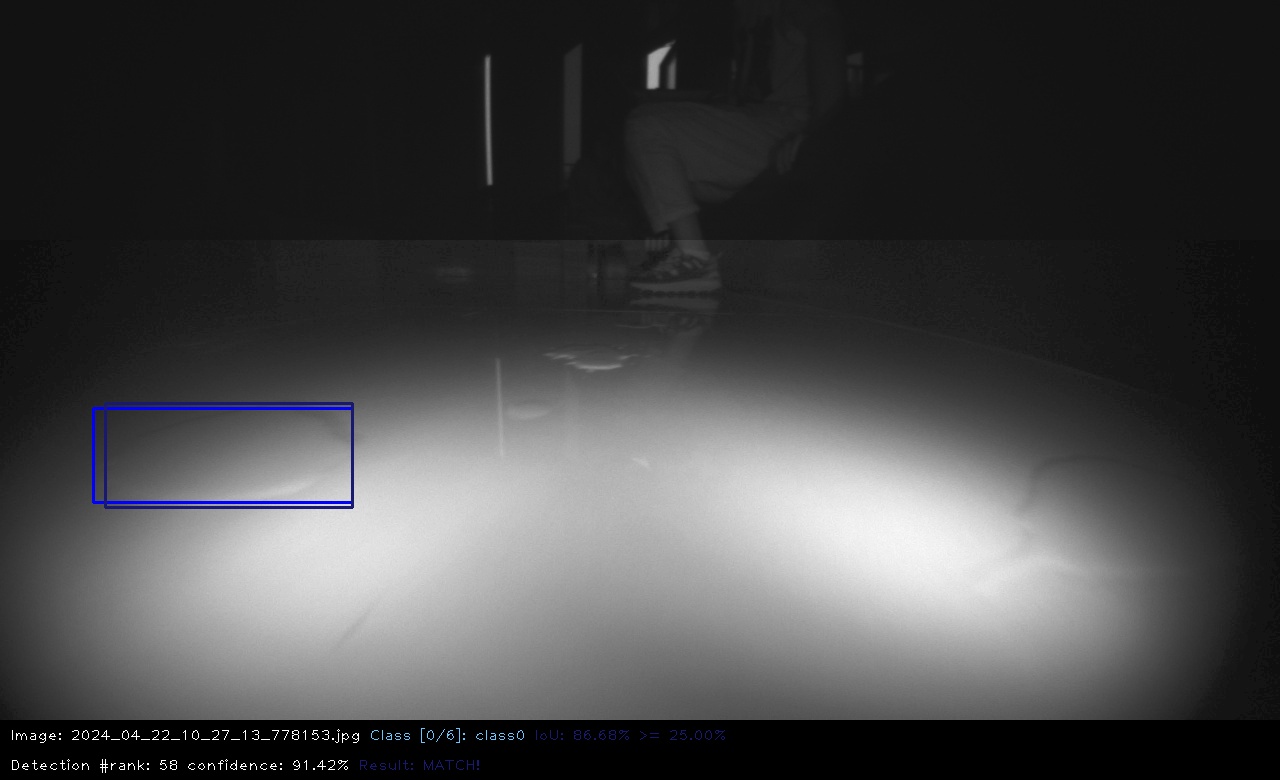 Image: 2024_04_22_10_27_13_778153.jpg Class [0/6]: class0 IoU: 86.68% >= 25.00%
Detection #rank: 58 confidence: 91.42% Result: MATCH!